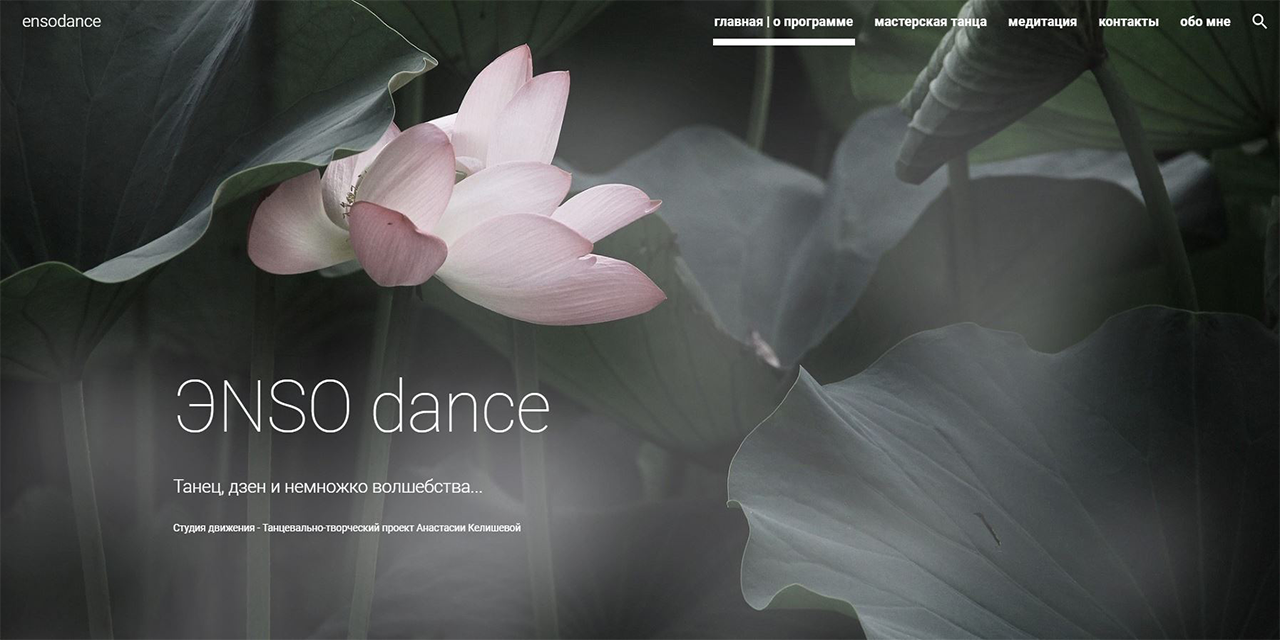 ensodance
главная | о программе мастерская танца медитация контакты обо мне
ЭNSO dance
Танец, дзен и немножко волшебства...
Студия движения - Танцевально-творческий проект Анастасии Келишевой